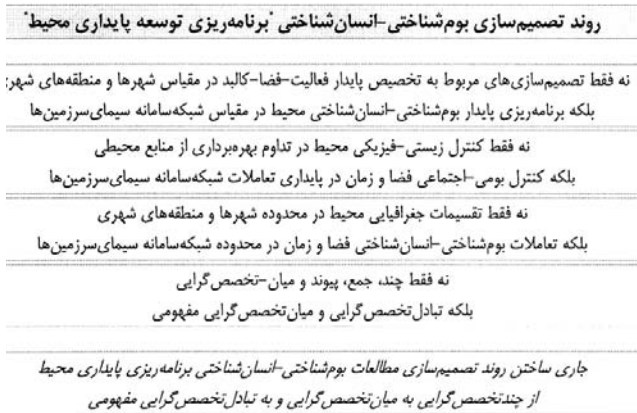 روند تصمیم‌سازی بوم‌شناختی-انسان‌شناختی "برنامه‌ریزی توسعه پایداری محیط"
نه فقط تصمیم‌سازی‌های مربوط به تخصیص پایدار فعالیت-فضا-کالبد در مقیاس شهرها و منطقه‌های شهری
بلکه برنامه‌ریزی پایدار بوم‌شناختی-انسان‌شناختی محیط در مقیاس شبکه‌سامانه سیمای‌سرزمین‌ها
نه فقط کنترل زیستی-فیزیکی محیط در تداوم بهره‌برداری از منابع محیطی
بلکه کنترل بومی-اجتماعی فضا و زمان در پایداری تعاملات شبکه‌سامانه سیمای‌سرزمین‌ها
نه فقط تقسیمات جغرافیایی محیط در محدوده شهرها و منطقه‌های شهری
بلکه تعاملات بوم‌شناختی-انسان‌شناختی فضا و زمان در محدوده شبکه‌سامانه سیمای‌سرزمین‌ها
نه فقط چند، جمع، پیوند و میان-تخصص‌گرایی
بلکه تبادل‌تخصص‌گرایی و میان‌تخصص‌گرایی مفهومی
جاری ساختن روند تصمیم‌سازی مطالعات بوم‌شناختی-انسان‌شناختی برنامه‌ریزی پایداری محیط
از چندتخصص‌گرایی به میان‌تخصص‌گرایی و به تبادل‌تخصص‌گرایی مفهومی